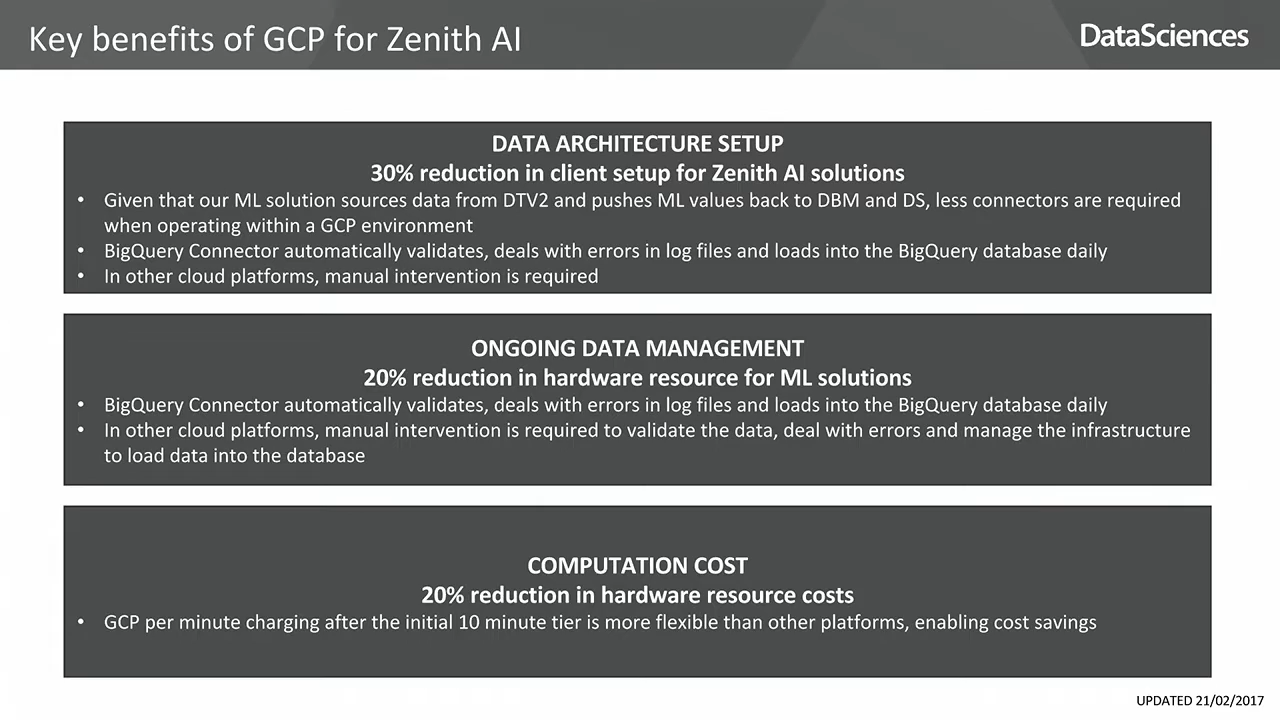 Key benefits of GCP for Zenith AI
DataSciences
DATA ARCHITECTURE SETUP
30% reduction in client setup for Zenith AI solutions
• Given that our ML solution sources data from DTV2 and pushes ML values back to DBM and DS, less connectors are required
when operating within a GCP environment
• BigQuery Connector automatically validates, deals with errors in log files and loads into the BigQuery database daily
• In other cloud platforms, manual intervention is required
ONGOING DATA MANAGEMENT
20% reduction in hardware resource for ML solutions
• BigQuery Connector automatically validates, deals with errors in log files and loads into the BigQuery database daily
• In other cloud platforms, manual intervention is required to validate the data, deal with errors and manage the infrastructure
to load data into the database
COMPUTATION COST
20% reduction in hardware resource costs
• GCP per minute charging after the initial 10 minute tier is more flexible than other platforms, enabling cost savings
UPDATED 21/02/2017